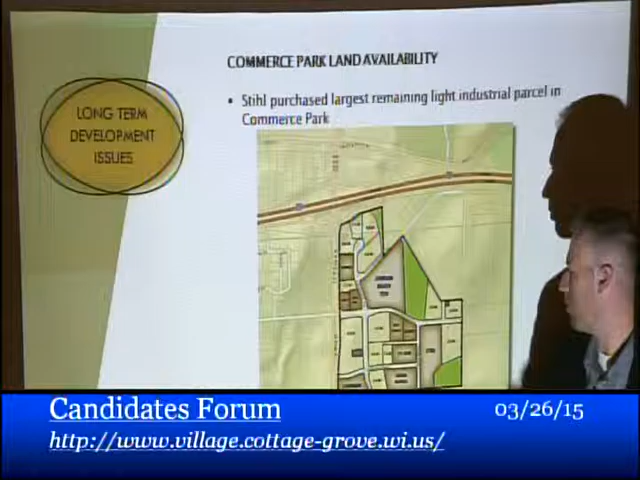 COMMERCE PARK LAND AVAILABILITY
LONG TERM
DEVELOPMENT
ISSUES
• Stihl purchased largest remaining light industrial parcel in
Commerce Park
Candidates Forum
03/26/15
http://www.village.cottage-grove.wi.us/